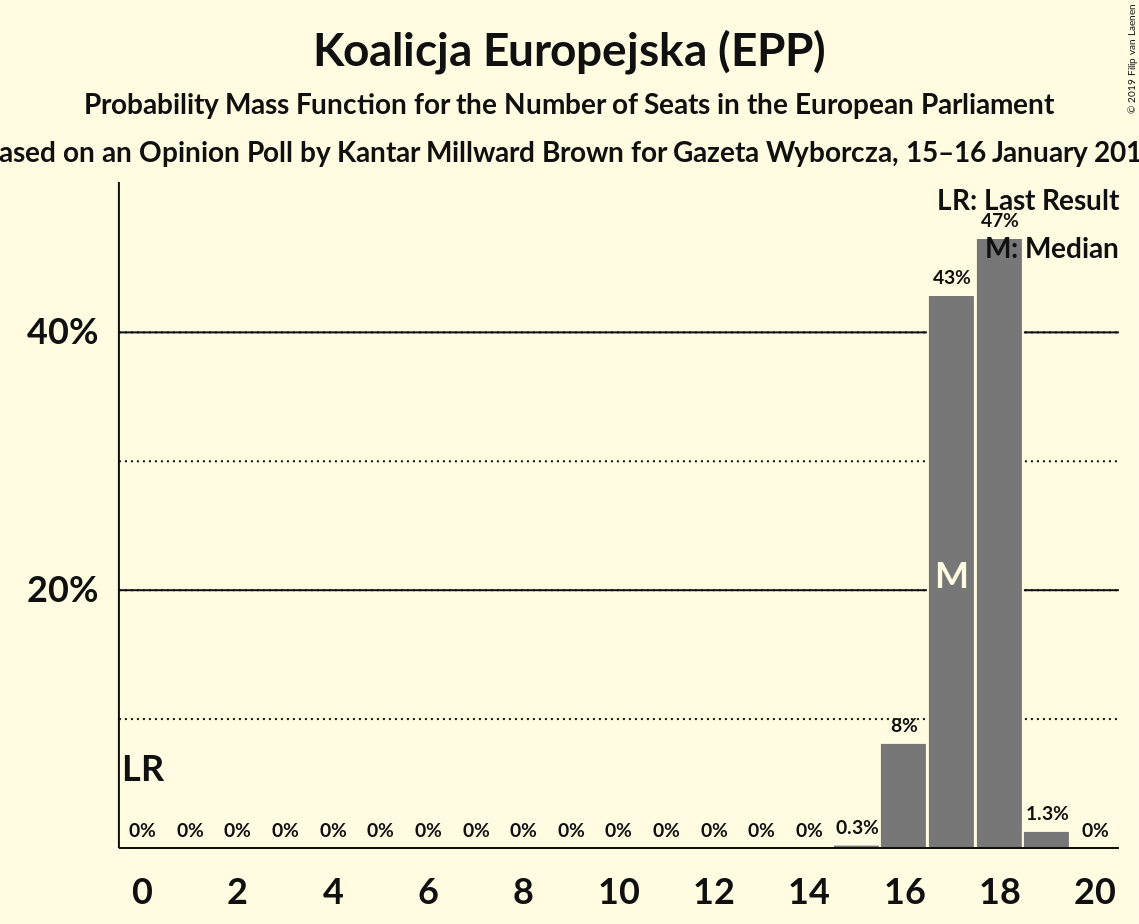 Koalicja Europejska (EPP)
Probability Mass Function for the Number of Seats in the European Parliament
ased on an Opinion Poll by Kantar Millward Brown for Gazeta Wyborcza, 15–16 January 201
© 2019 Filip van Laenen
LR: Last Result
M: Median
47%
43%
40%
M
20%
8%
LR
0% 0% 0% 0% 0% 0% 0% 0% 0% 0% 0% 0% 0% 0% 0% 0.3% 1.3% 0%
0 2 4 6 8 10 12 14 16 18 20